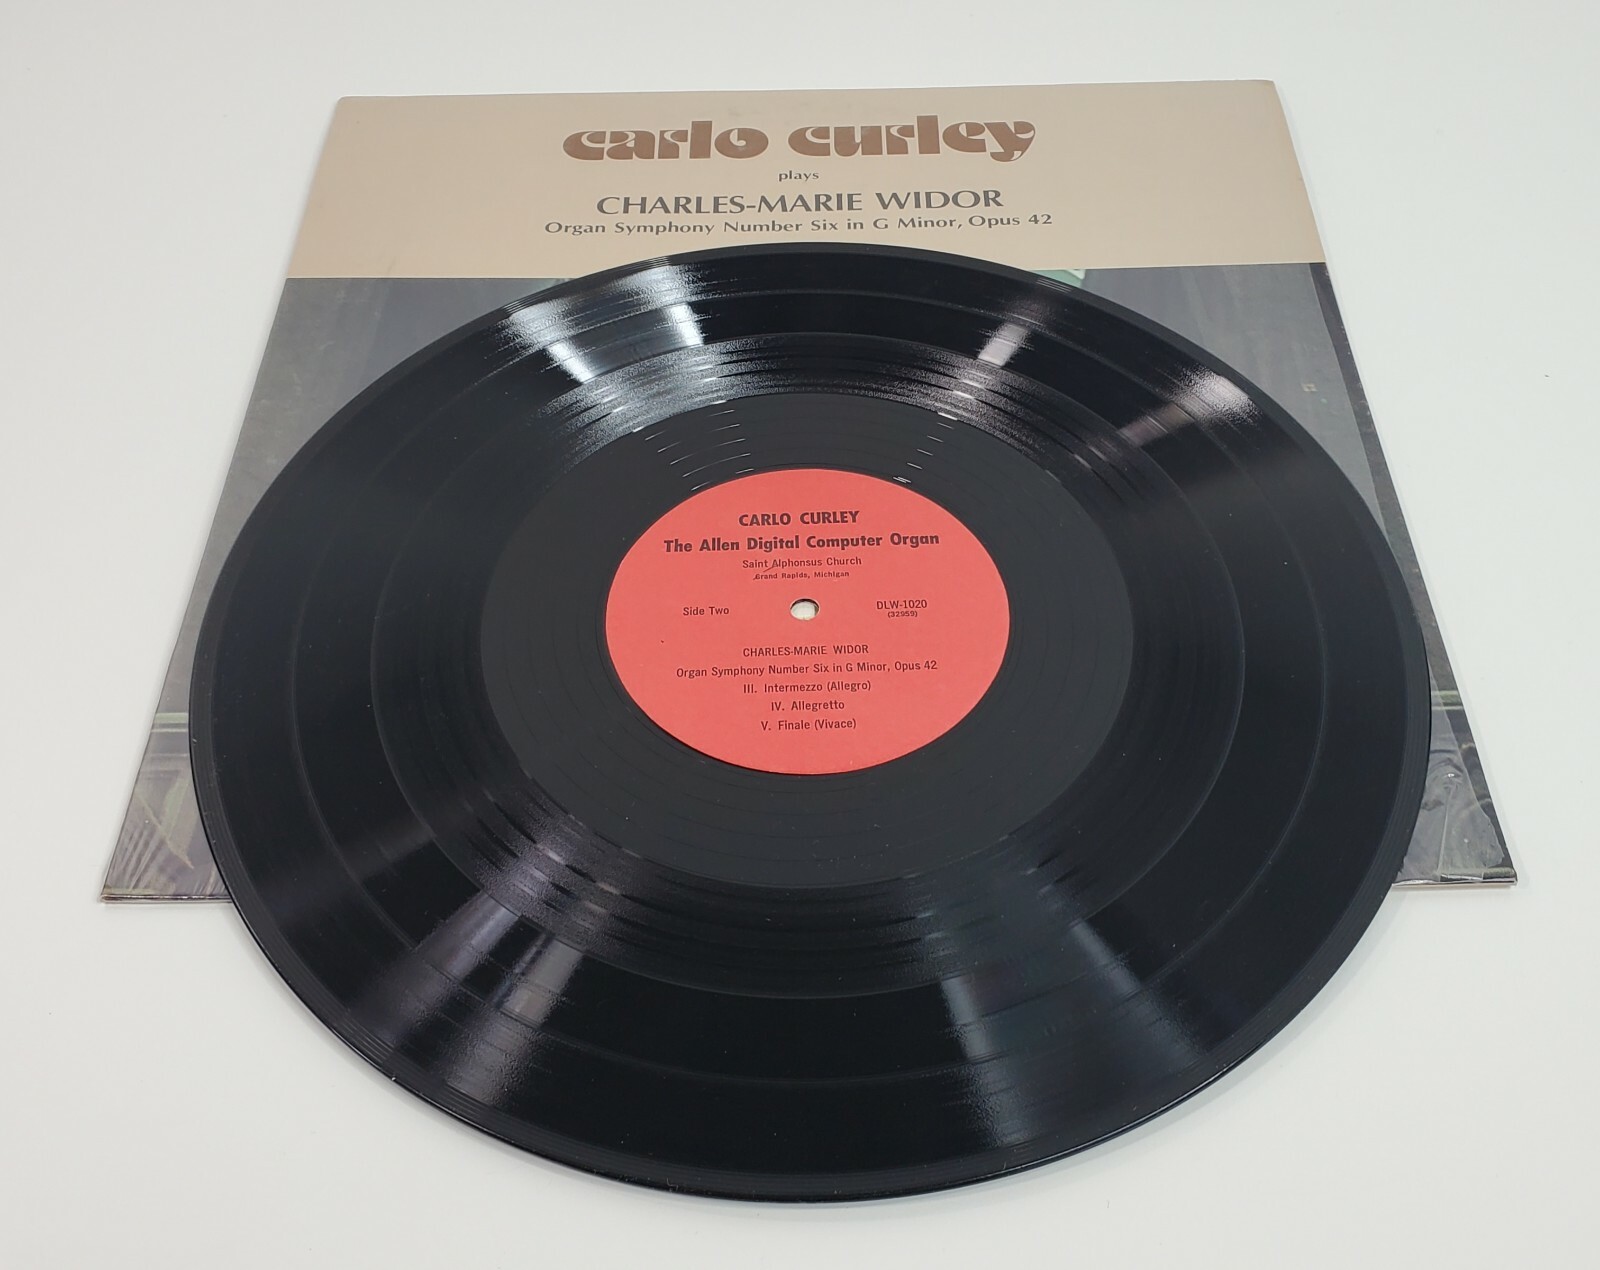 carlo curley
plays
CHARLES-MARIE WIDOR
Organ Symphony Number Six in G Minor, Opus 42
CARLO CURLEY
The Allen Digital Computer Organ
Saint Alphonsus Church
Grand Rapids, Michigan
Side Two
DLW-1020
(32959)
CHARLES-MARIE WIDOR
Organ Symphony Number Six in G Minor, Opus 42
III. Intermezzo (Allegro)
IV. Allegretto
V. Finale (Vivace)